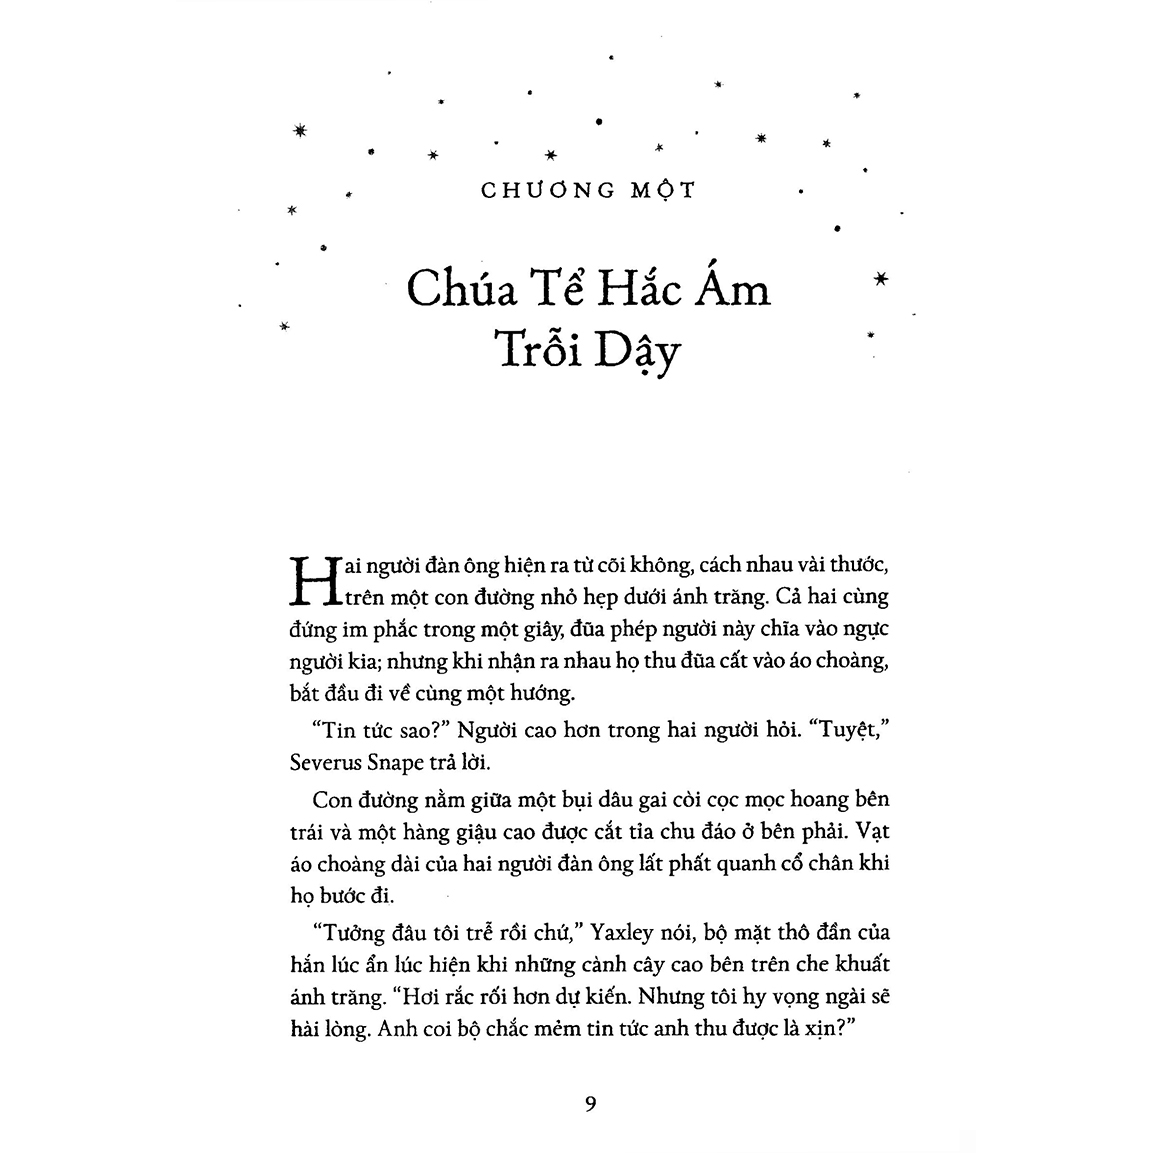 CHƯƠNG MỘT
Chúa Tể Hắc Ám
Trỗi Dậy
Hai người đàn ông hiện ra từ cõi không, cách nhau vài thước,
trên một con đường nhỏ hẹp dưới ánh trăng. Cả hai cùng
đứng im phắc trong một giây, đũa phép người này chĩa vào ngực
người kia; nhưng khi nhận ra nhau họ thu đũa cất vào áo choàng,
bắt đầu đi về cùng một hướng.
“Tin tức sao?” Người cao hơn trong hai người hỏi. “Tuyệt,”
Severus Snape trả lời.
Con đường nằm giữa một bụi dâu gai còi cọc mọc hoang bên
trái và một hàng giậu cao được cắt tỉa chu đáo ở bên phải. Vạt
áo choàng dài của hai người đàn ông lất phất quanh cổ chân khi
họ bước đi.
“Tưởng đâu tôi trễ rồi chứ,” Yaxley nói, bộ mặt thô đần của
hắn lúc ẩn lúc hiện khi những cành cây cao bên trên che khuất
ánh trăng. “Hơi rắc rối hơn dự kiến. Nhưng tôi hy vọng ngài sẽ
hài lòng. Anh coi bộ chắc mẻm tin tức anh thu được là xịn?”
9